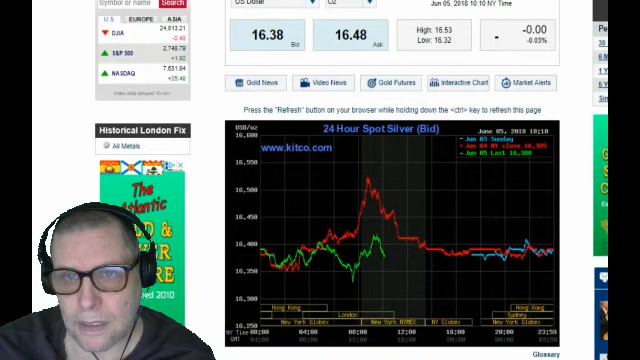 Symbol or name
Search
U.S. EUROPE ASIA
DJIA 24,813.21
-0.48
S&P 500 2,748.79
+1.92
NASDAQ 7,631.94
+25.48
Index data delayed 10 min.
Historical London Fix
All Metals
The
Atlantic
US Dollar
Oz
Jun 05, 2018 10:10 NY Time
16.38
Bid
16.48
Ask
High: 16.53
Low: 16.32
-
-0.00
-0.03%
Gold News
Video News
Gold Futures
Interactive Chart
Market Alerts
Press the "Refresh" button on your browser while holding down the <ctrl> key to refresh this page
USD/oz
24 Hour Spot Silver (Bid)
June 05, 2018 10:10
www.kitco.com
Jun 03 Sunday
Jun 04 NY close 16.385
Jun 05 Last 16.380
16.600
16.550
16.500
16.450
16.400
16.350
16.300
16.250
Hong Kong
London
New York Globex
New York NYMEX
NY Globex
Hong Kong
Sydney
New York Globex
NY Time
00:00 04:00 08:00 12:00 16:00 20:00 23:59
GMT
Glossary